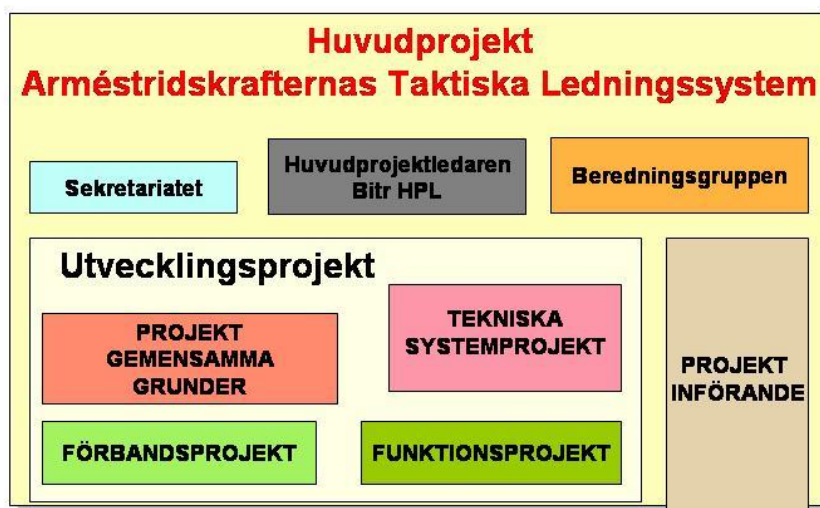 Huvudprojekt
Arméstridskrafternas Taktiska Ledningssystem
Sekretariatet
Huvudprojektledaren
Bitr HPL
Beredningsgruppen
Utvecklingsprojekt
PROJEKT
GEMENSAMMA
GRUNDER
TEKNISKA
SYSTEMPROJEKT
FÖRBANDSPROJEKT
FUNKTIONSPROJEKT
PROJEKT
INFÖRANDE